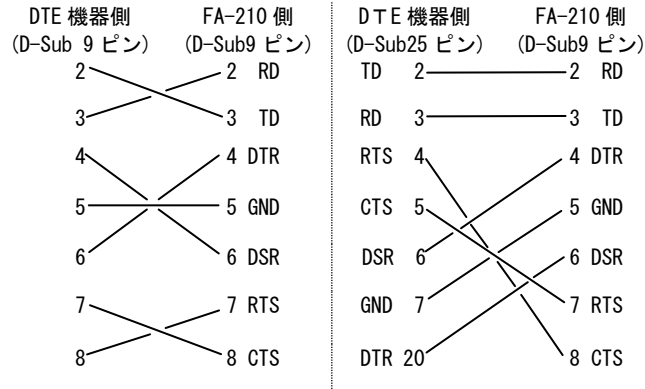 DTE 機器側 FA-210 側
(D-Sub 9 ピン) (D-Sub9 ピン)
2 2 RD
3 3 TD
4 4 DTR
5 5 GND
6 6 DSR
7 7 RTS
8 8 CTS
DTE 機器側 FA-210 側
(D-Sub25 ピン) (D-Sub9 ピン)
TD 2 2 RD
RD 3 3 TD
RTS 4 4 DTR
CTS 5 5 GND
DSR 6 6 DSR
GND 7 7 RTS
DTR 20 8 CTS